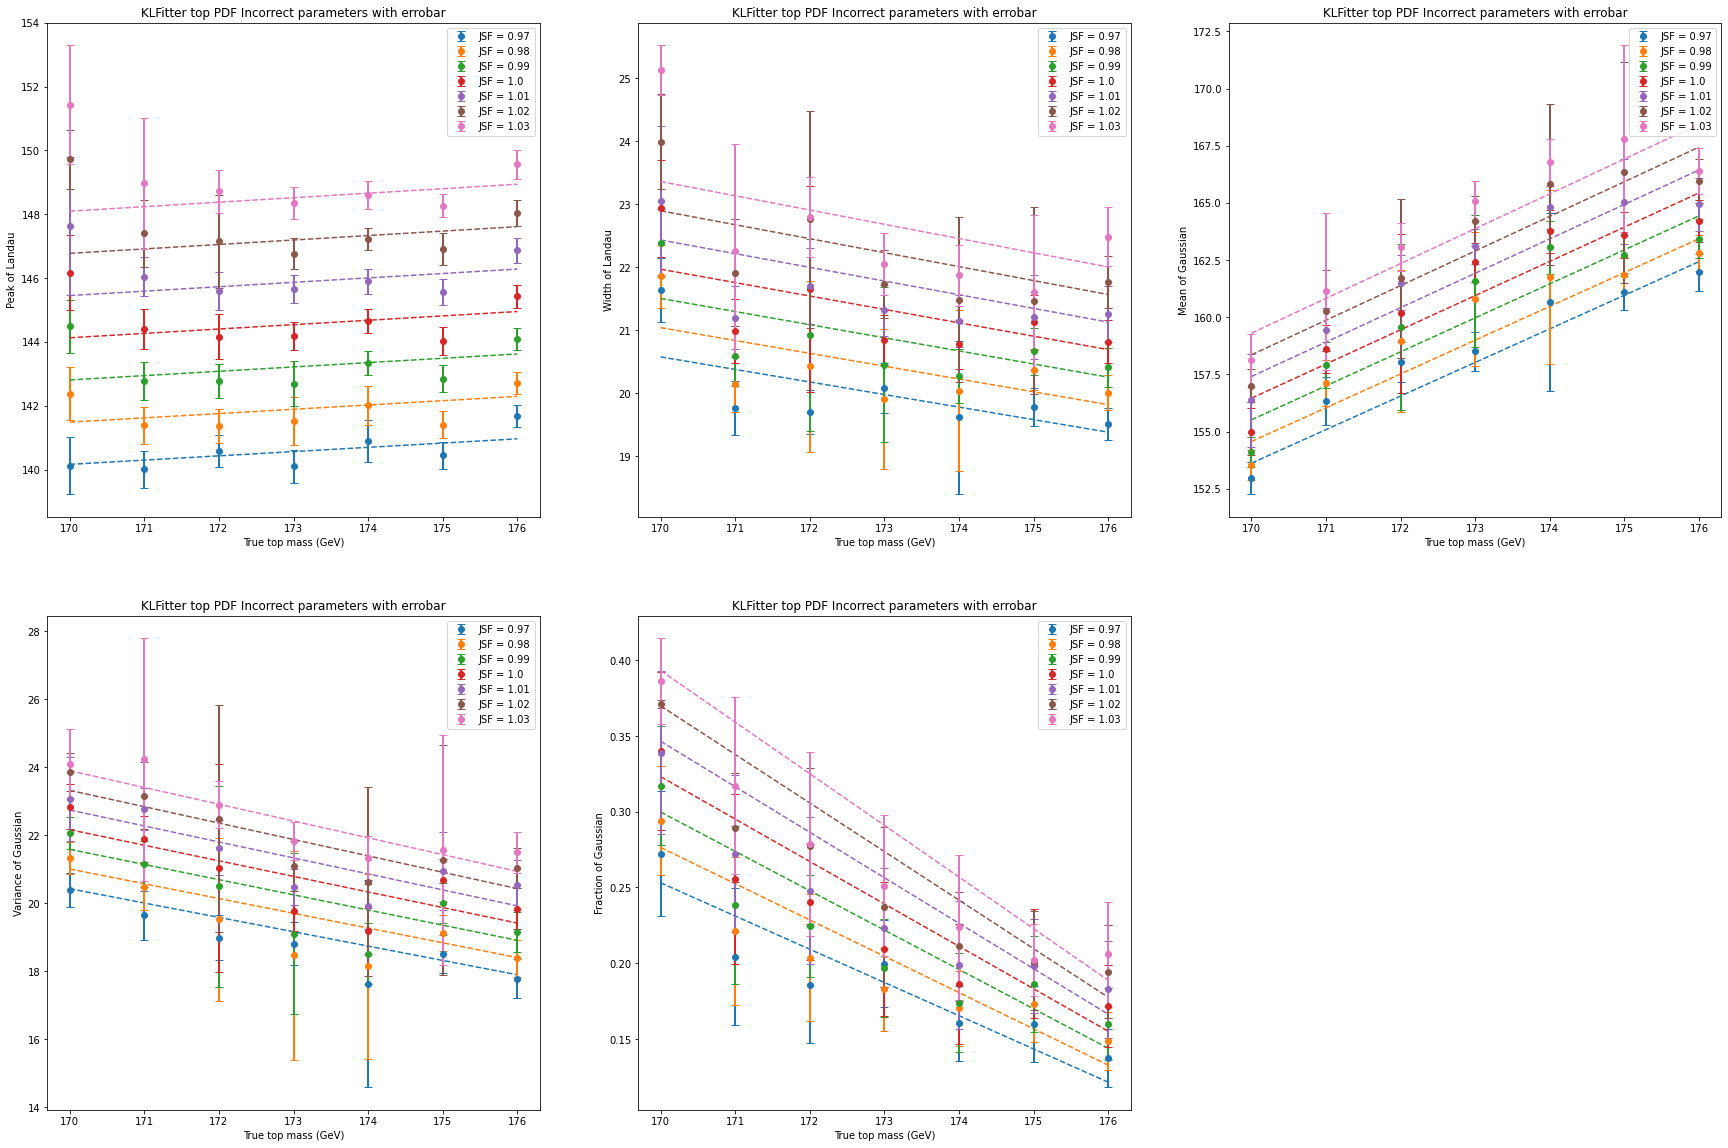 KLFitter top PDF Incorrect parameters with errobar
154
152
150
148
146
144
142
140
Peak of Landau
170 171 172 173 174 175 176
True top mass (GeV)
JSF = 0.97
JSF = 0.98
JSF = 0.99
JSF = 1.0
JSF = 1.01
JSF = 1.02
JSF = 1.03
KLFitter top PDF Incorrect parameters with errobar
25
24
23
22
21
20
19
Width of Landau
170 171 172 173 174 175 176
True top mass (GeV)
JSF = 0.97
JSF = 0.98
JSF = 0.99
JSF = 1.0
JSF = 1.01
JSF = 1.02
JSF = 1.03
KLFitter top PDF Incorrect parameters with errobar
172.5
170.0
167.5
165.0
162.5
160.0
157.5
155.0
152.5
Mean of Gaussian
170 171 172 173 174 175 176
True top mass (GeV)
JSF = 0.97
JSF = 0.98
JSF = 0.99
JSF = 1.0
JSF = 1.01
JSF = 1.02
JSF = 1.03
KLFitter top PDF Incorrect parameters with errobar
28
26
24
22
20
18
16
14
Variance of Gaussian
170 171 172 173 174 175 176
True top mass (GeV)
JSF = 0.97
JSF = 0.98
JSF = 0.99
JSF = 1.0
JSF = 1.01
JSF = 1.02
JSF = 1.03
KLFitter top PDF Incorrect parameters with errobar
0.40
0.35
0.30
0.25
0.20
0.15
Fraction of Gaussian
170 171 172 173 174 175 176
True top mass (GeV)
JSF = 0.97
JSF = 0.98
JSF = 0.99
JSF = 1.0
JSF = 1.01
JSF = 1.02
JSF = 1.03